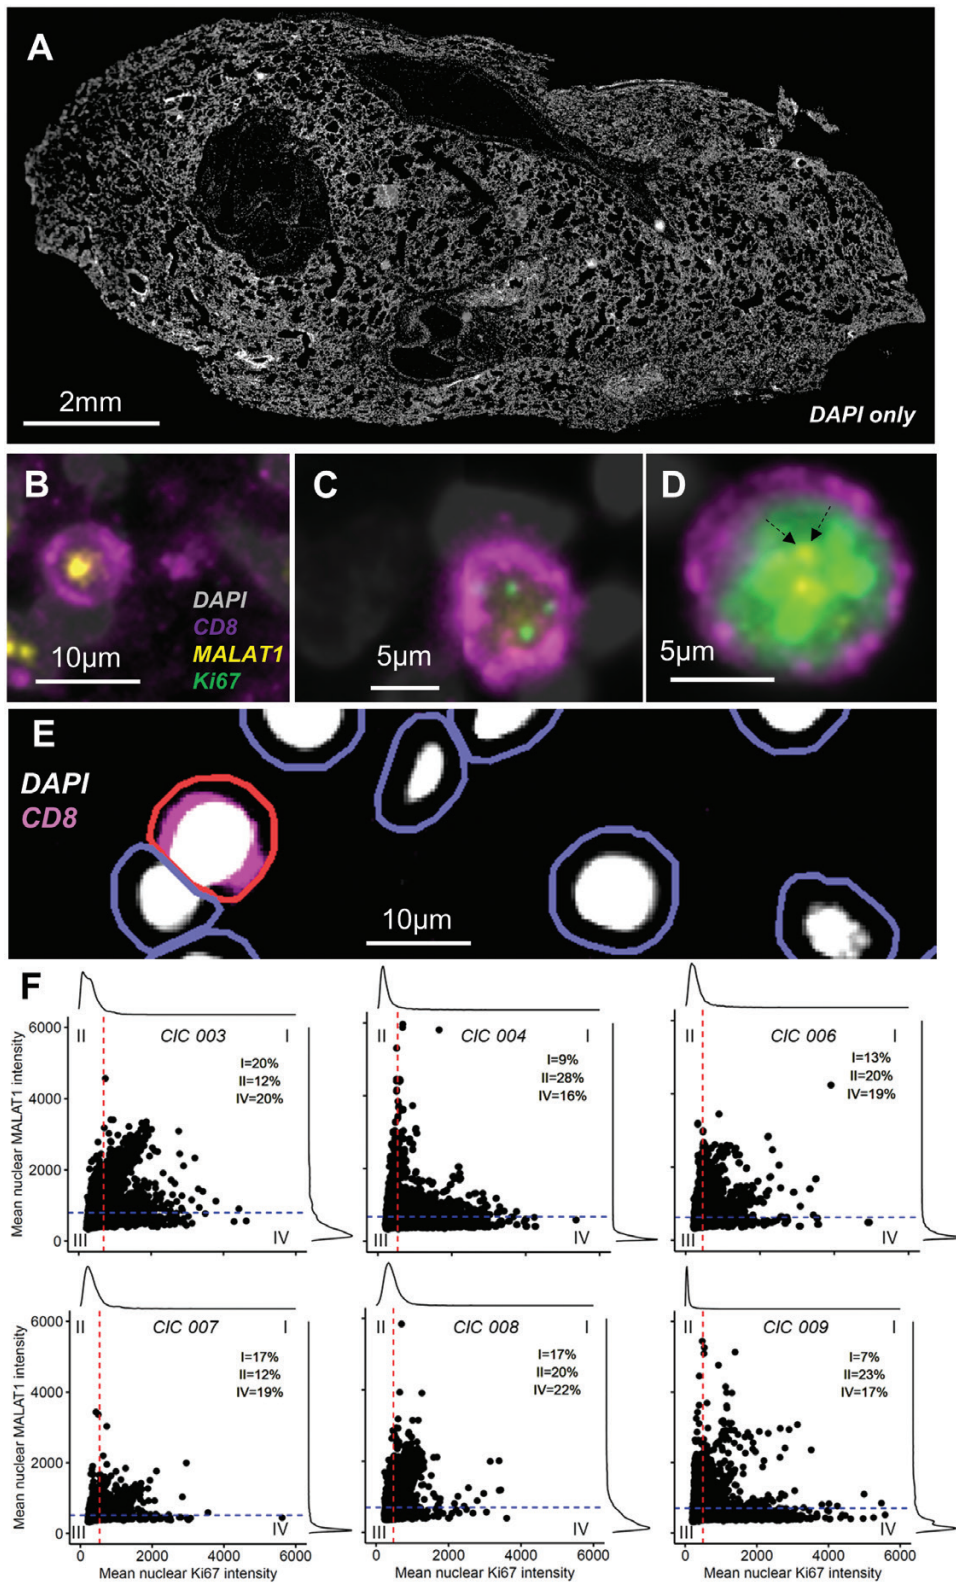 A
2mm
DAPI only
B
DAPI
CD8
MALAT1
Ki67
10µm
C
5µm
D
5µm
E
DAPI
CD8
10µm
F
Mean nuclear MALAT1 intensity
6000
4000
2000
0
II
CIC 003
I
I=20%
II=12%
IV=20%
III
IV
II
CIC 004
I
I=9%
II=28%
IV=16%
III
IV
II
CIC 006
I
I=13%
II=20%
IV=19%
III
IV
Mean nuclear MALAT1 intensity
6000
4000
2000
0
II
CIC 007
I
I=17%
II=12%
IV=19%
III
IV
0
2000
4000
6000
Mean nuclear Ki67 intensity
II
CIC 008
I
I=17%
II=20%
IV=22%
III
IV
0
2000
4000
6000
Mean nuclear Ki67 intensity
II
CIC 009
I
I=7%
II=23%
IV=17%
III
IV
0
2000
4000
6000
Mean nuclear Ki67 intensity